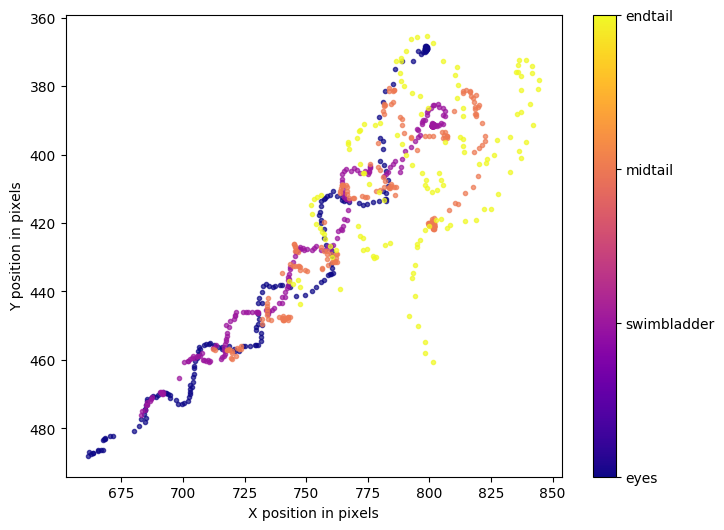 360
380
400
420
440
460
480
Y position in pixels
675
700
725
750
775
800
825
850
X position in pixels
endtail
midtail
swimbladder
eyes